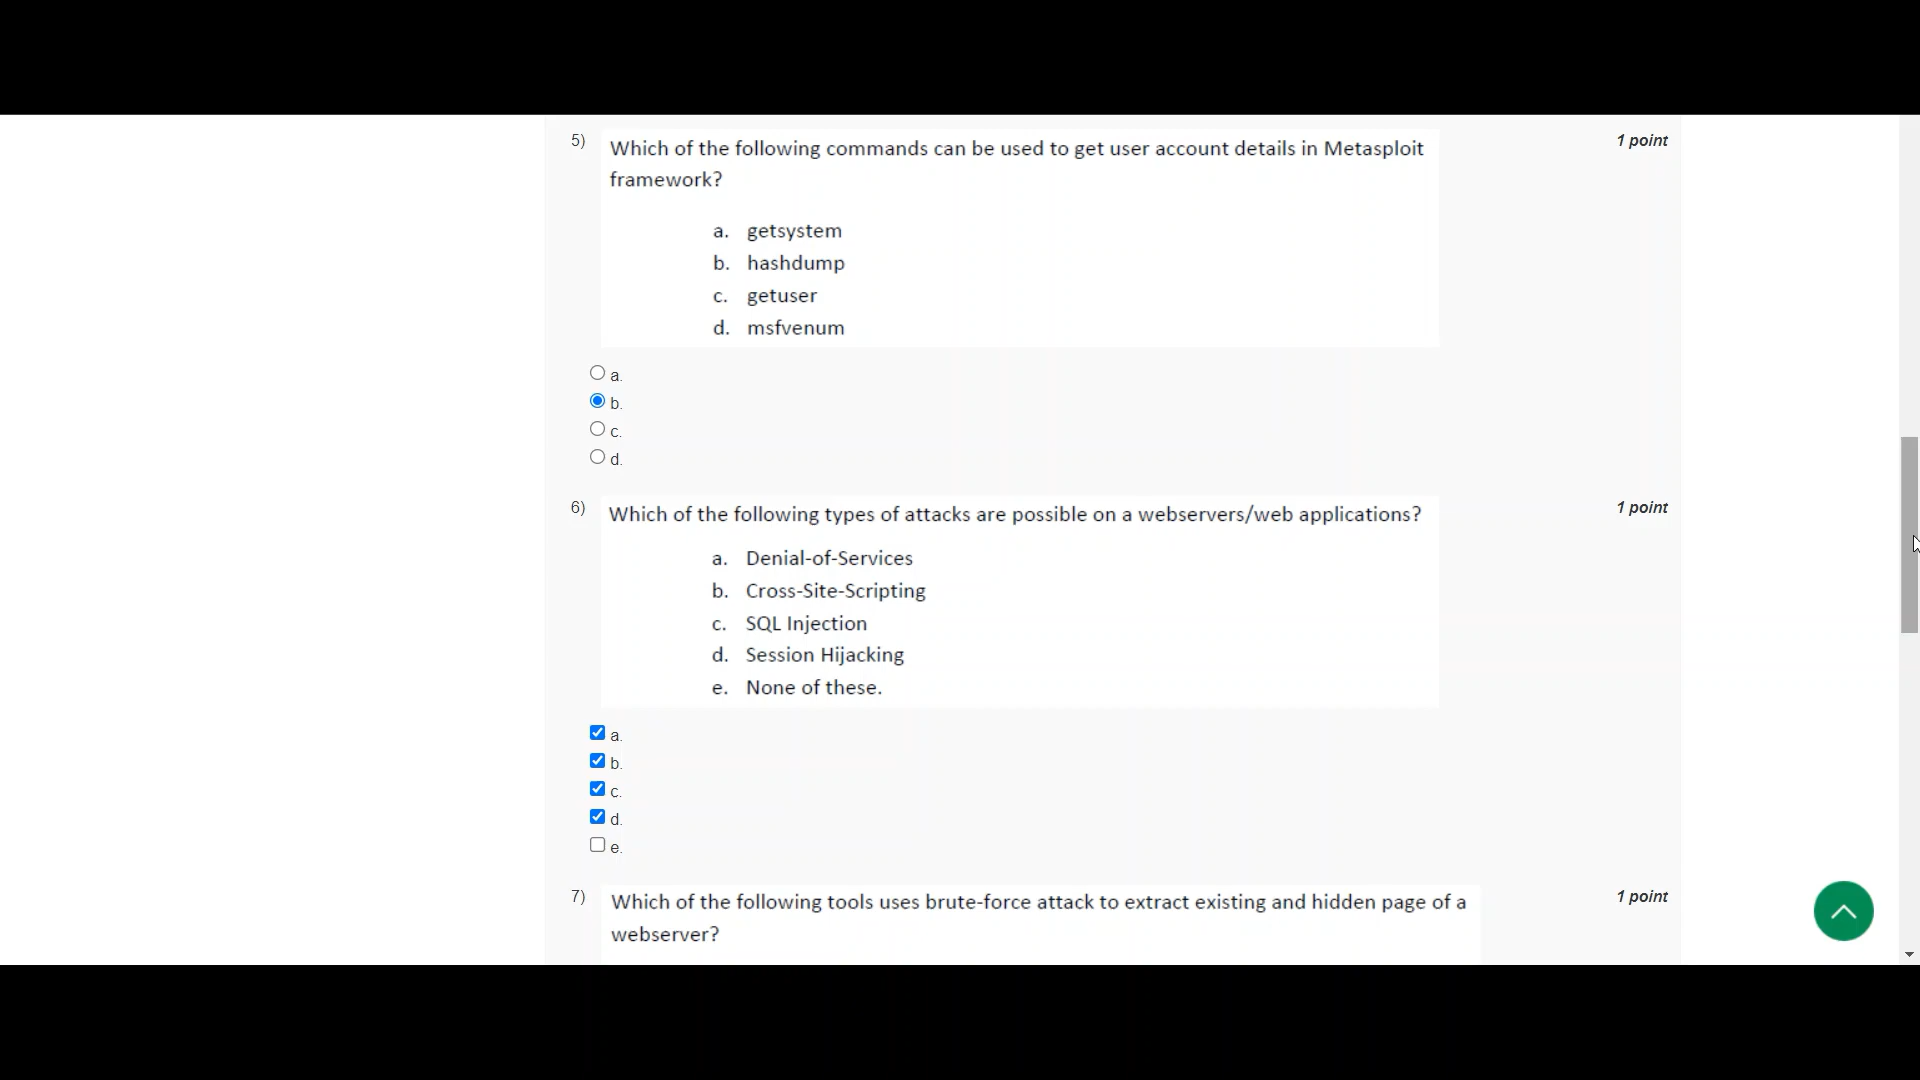 5) Which of the following commands can be used to get user account details in Metasploit 1 point
framework?
a. getsystem
b. hashdump
c. getuser
d. msfvenum
a.
b.
c.
d.
6) Which of the following types of attacks are possible on a webservers/web applications? 1 point
a. Denial-of-Services
b. Cross-Site-Scripting
c. SQL Injection
d. Session Hijacking
e. None of these.
a.
b.
c.
d.
e.
7) Which of the following tools uses brute-force attack to extract existing and hidden page of a 1 point
webserver?